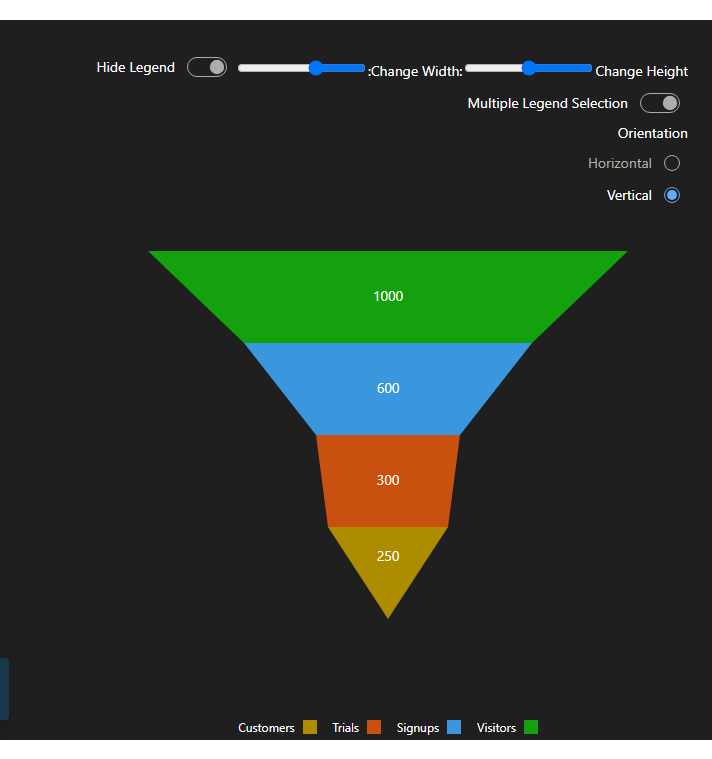 Hide Legend :Change Width: Change Height
Multiple Legend Selection
Orientation
Horizontal
Vertical
1000
600
300
250
Customers Trials Signups Visitors